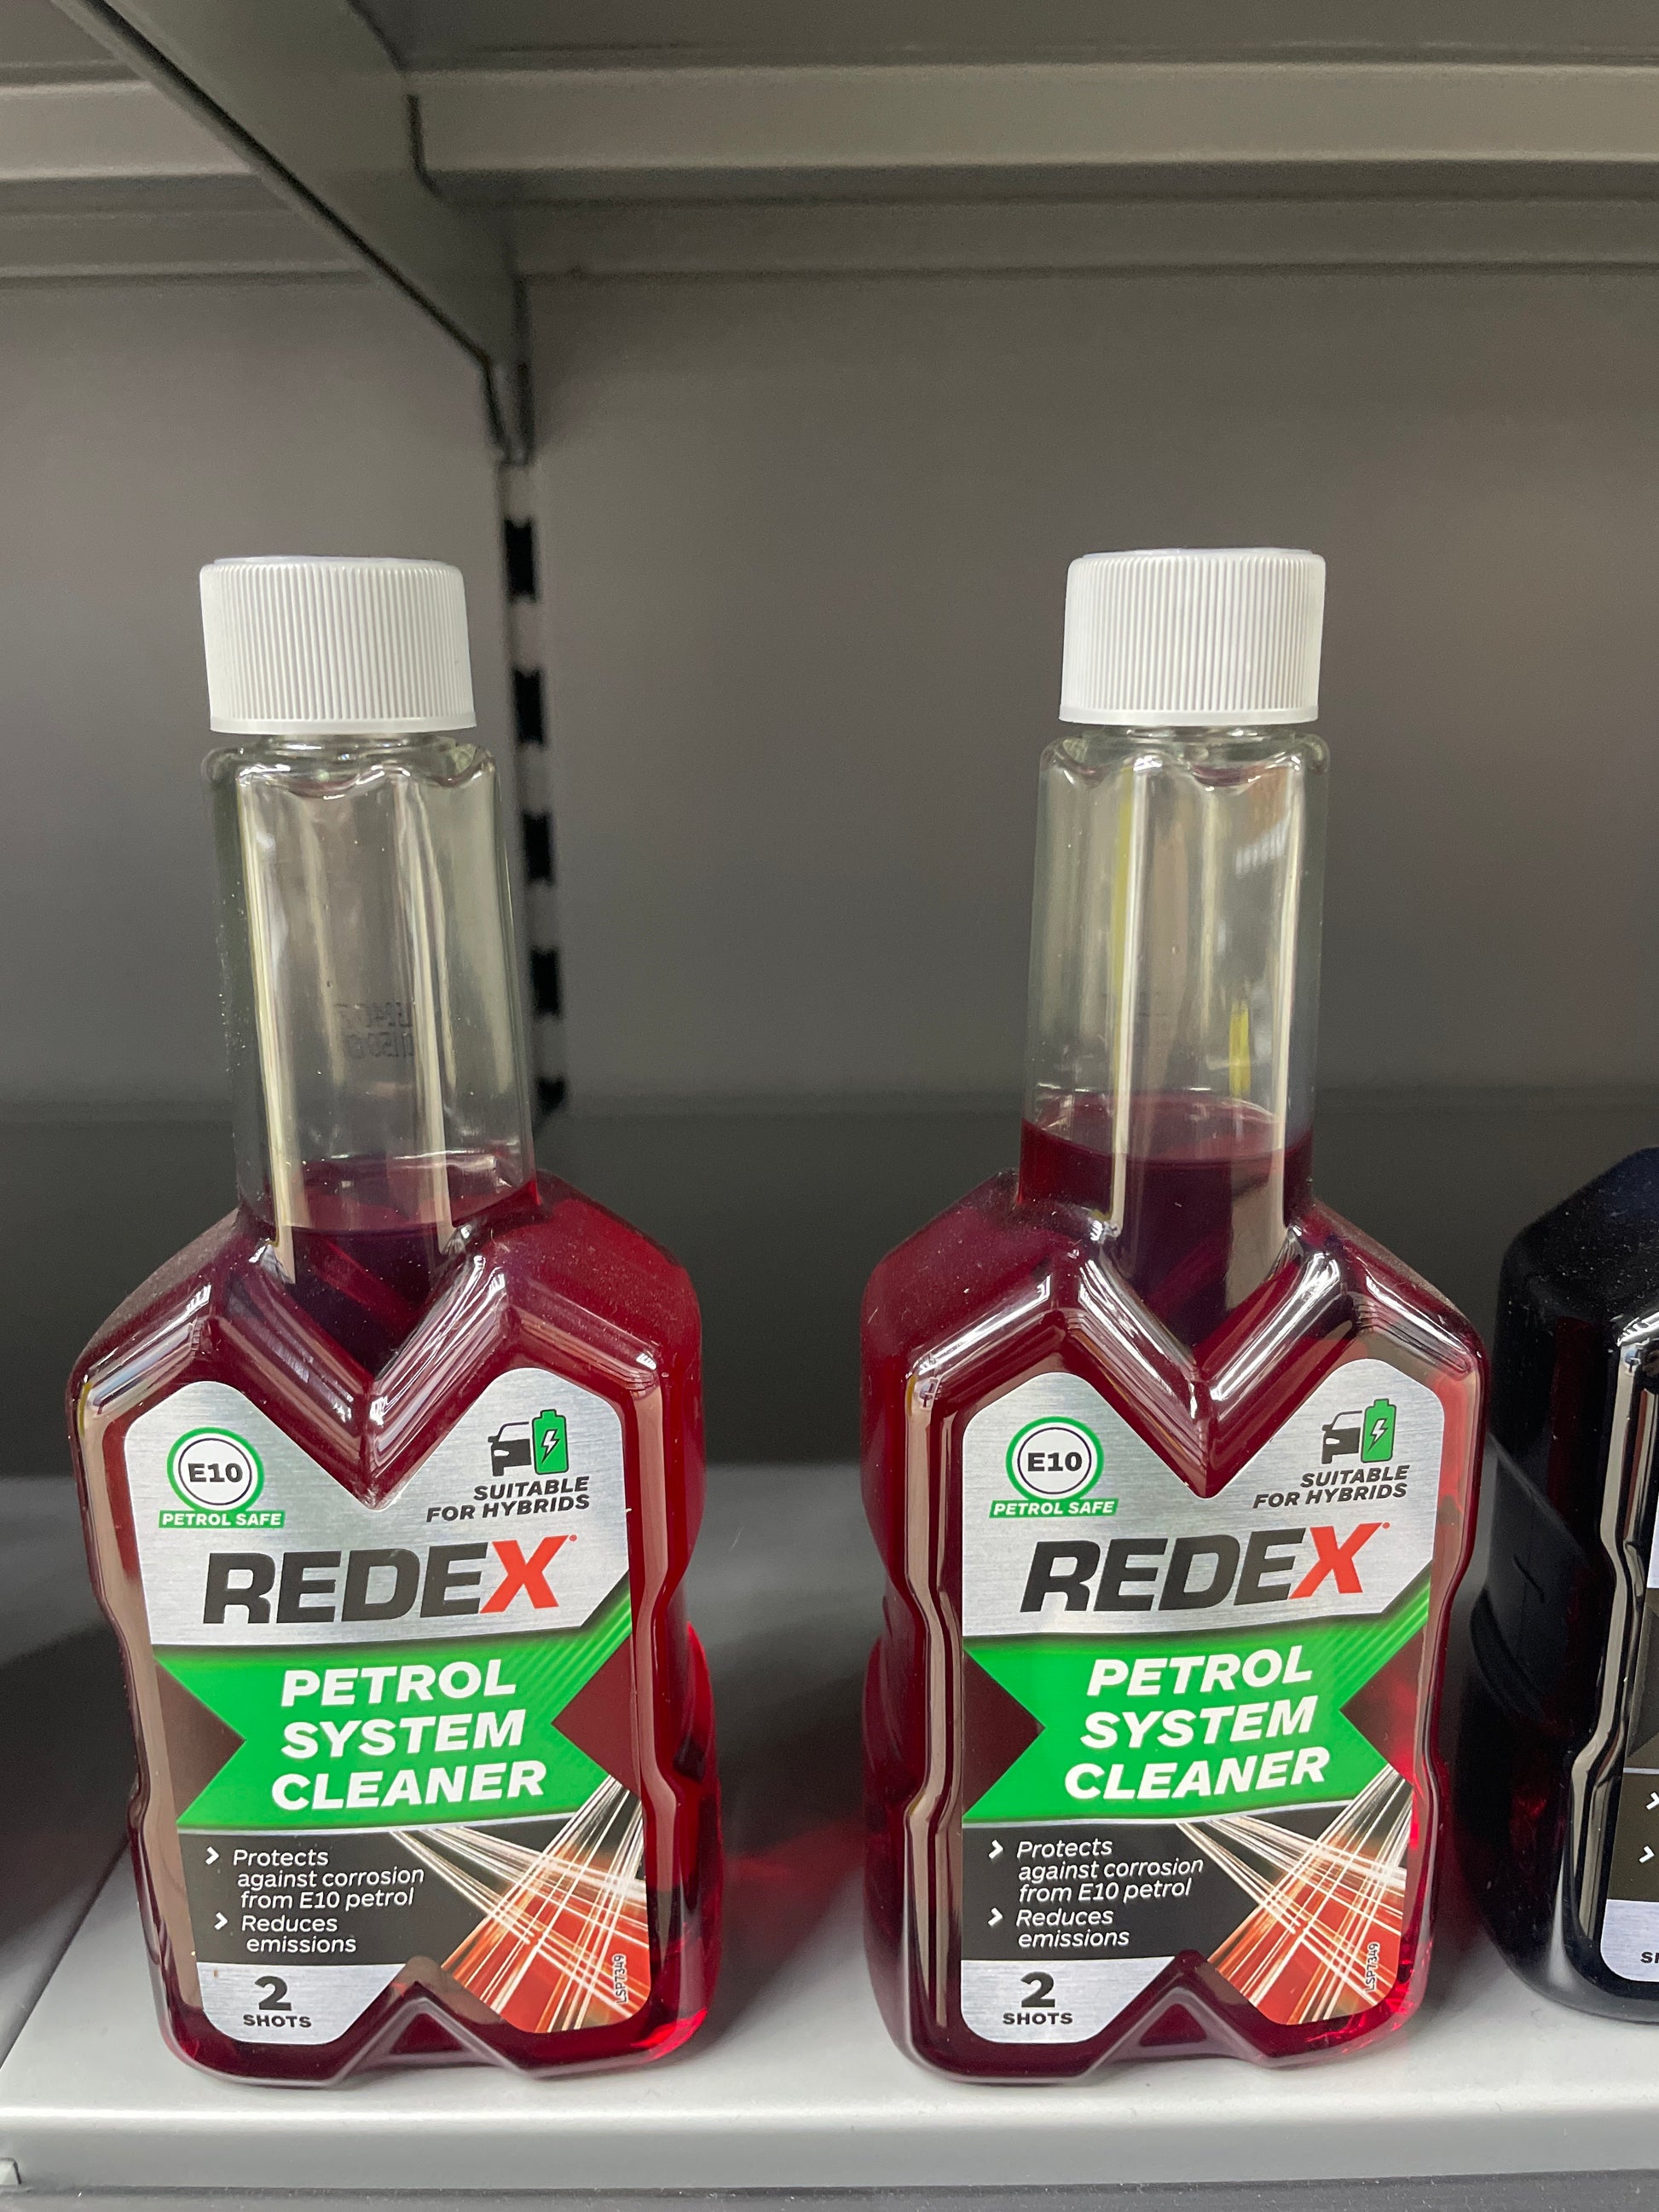 E10
PETROL SAFE
SUITABLE
FOR HYBRIDS
REDEX
PETROL
SYSTEM
CLEANER
Protects
against corrosion
from E10 petrol
Reduces
emissions
2
SHOTS
LSP7349
E10
PETROL SAFE
SUITABLE
FOR HYBRIDS
REDEX
PETROL
SYSTEM
CLEANER
Protects
against corrosion
from E10 petrol
Reduces
emissions
2
SHOTS
LSP7349